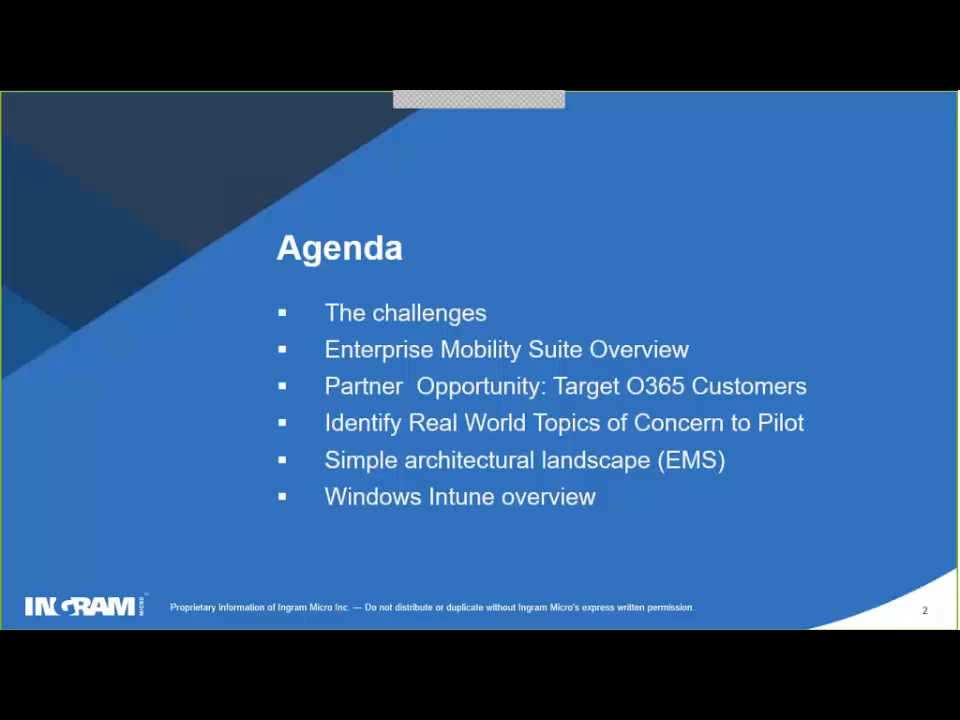 Agenda
▪ The challenges
▪ Enterprise Mobility Suite Overview
▪ Partner Opportunity: Target O365 Customers
▪ Identify Real World Topics of Concern to Pilot
▪ Simple architectural landscape (EMS)
▪ Windows Intune overview
INGRAM MICRO
Proprietary information of Ingram Micro Inc. — Do not distribute or duplicate without Ingram Micro's express written permission.
2